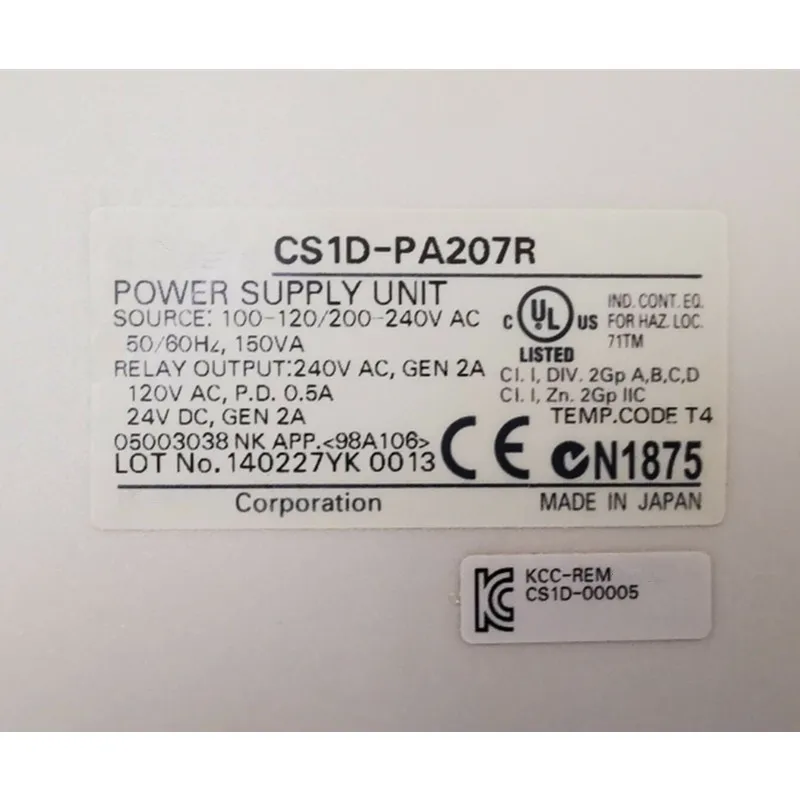 CS1D-PA207R
POWER SUPPLY UNIT
SOURCE: 100-120/200-240V AC
50/60Hz, 150VA
RELAY OUTPUT:240V AC, GEN 2A
120V AC, P.D. 0.5A
24V DC, GEN 2A
05003038 NK APP.<98A106>
LOT No. 140227YK 0013
C UL US
LISTED
IND. CONT. EQ.
FOR HAZ. LOC.
71TM
Cl. I, DIV. 2Gp A,B,C,D
Cl. I, Zn. 2Gp IIC
TEMP.CODE T4
CE N1875
Corporation
MADE IN JAPAN
KCC-REM
CS1D-00005